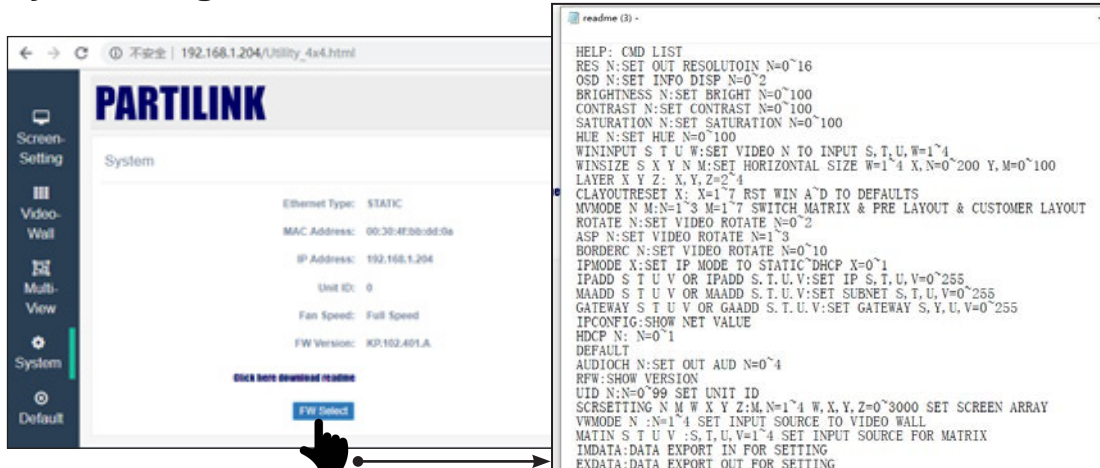 不安全 | 192.168.1.204/Utility_4x4.html
PARTILINK
Screen-
Setting
Video-
Wall
Multi-
View
System
Default
System
Ethernet Type: STATIC
MAC Address: 00:30:4f:bb:dd:0a
IP Address: 192.168.1.204
Unit ID: 0
Fan Speed: Full Speed
FW Version: KP.102.401.A
Click here download readme
FW Select
readme (3) -
HELP: CMD LIST
RES N:SET OUT RESOLUTOIN N=0~16
OSD N:SET INFO DISP N=0~2
BRIGHTNESS N:SET BRIGHT N=0~100
CONTRAST N:SET CONTRAST N=0~100
SATURATION N:SET SATURATION N=0~100
HUE N:SET HUE N=0~100
WININPUT S T U W:SET VIDEO N TO INPUT S,T,U,W=1~4
WINSIZE S X Y N M:SET HORIZONTAL SIZE W=1~4 X,N=0~200 Y,M=0~100
LAYER X Y Z: X,Y,Z=2~4
CLAYOUTRESET X: X=1~7 RST WIN A~D TO DEFAULTS
MVMODE N M:N=1~3 M=1~7 SWITCH MATRIX & PRE LAYOUT & CUSTOMER LAYOUT
ROTATE N:SET VIDEO ROTATE N=0~2
ASP N:SET VIDEO ROTATE N=1~3
BORDERC N:SET VIDEO ROTATE N=0~10
IPMODE X:SET IP MODE TO STATIC~DHCP X=0~1
IPADD S T U V OR IPADD S.T.U.V:SET IP S,T,U,V=0~255
MAADD S T U V OR MAADD S.T.U.V:SET SUBNET S,T,U,V=0~255
GATEWAY S T U V OR GAADD S.T.U.V:SET GATEWAY S,Y,U,V=0~255
IPCONFIG:SHOW NET VALUE
HDCP N: N=0~1
DEFAULT
AUDIOCH N:SET OUT AUD N=0~4
RFW:SHOW VERSION
UID N:N=0~99 SET UNIT ID
SCRSETTING N M W X Y Z:M,N=1~4 W,X,Y,Z=0~3000 SET SCREEN ARRAY
VWMODE N :N=1~4 SET INPUT SOURCE TO VIDEO WALL
MATIN S T U V :S,T,U,V=1~4 SET INPUT SOURCE FOR MATRIX
IMDATA:DATA EXPORT IN FOR SETTING
EXDATA:DATA EXPORT OUT FOR SETTING